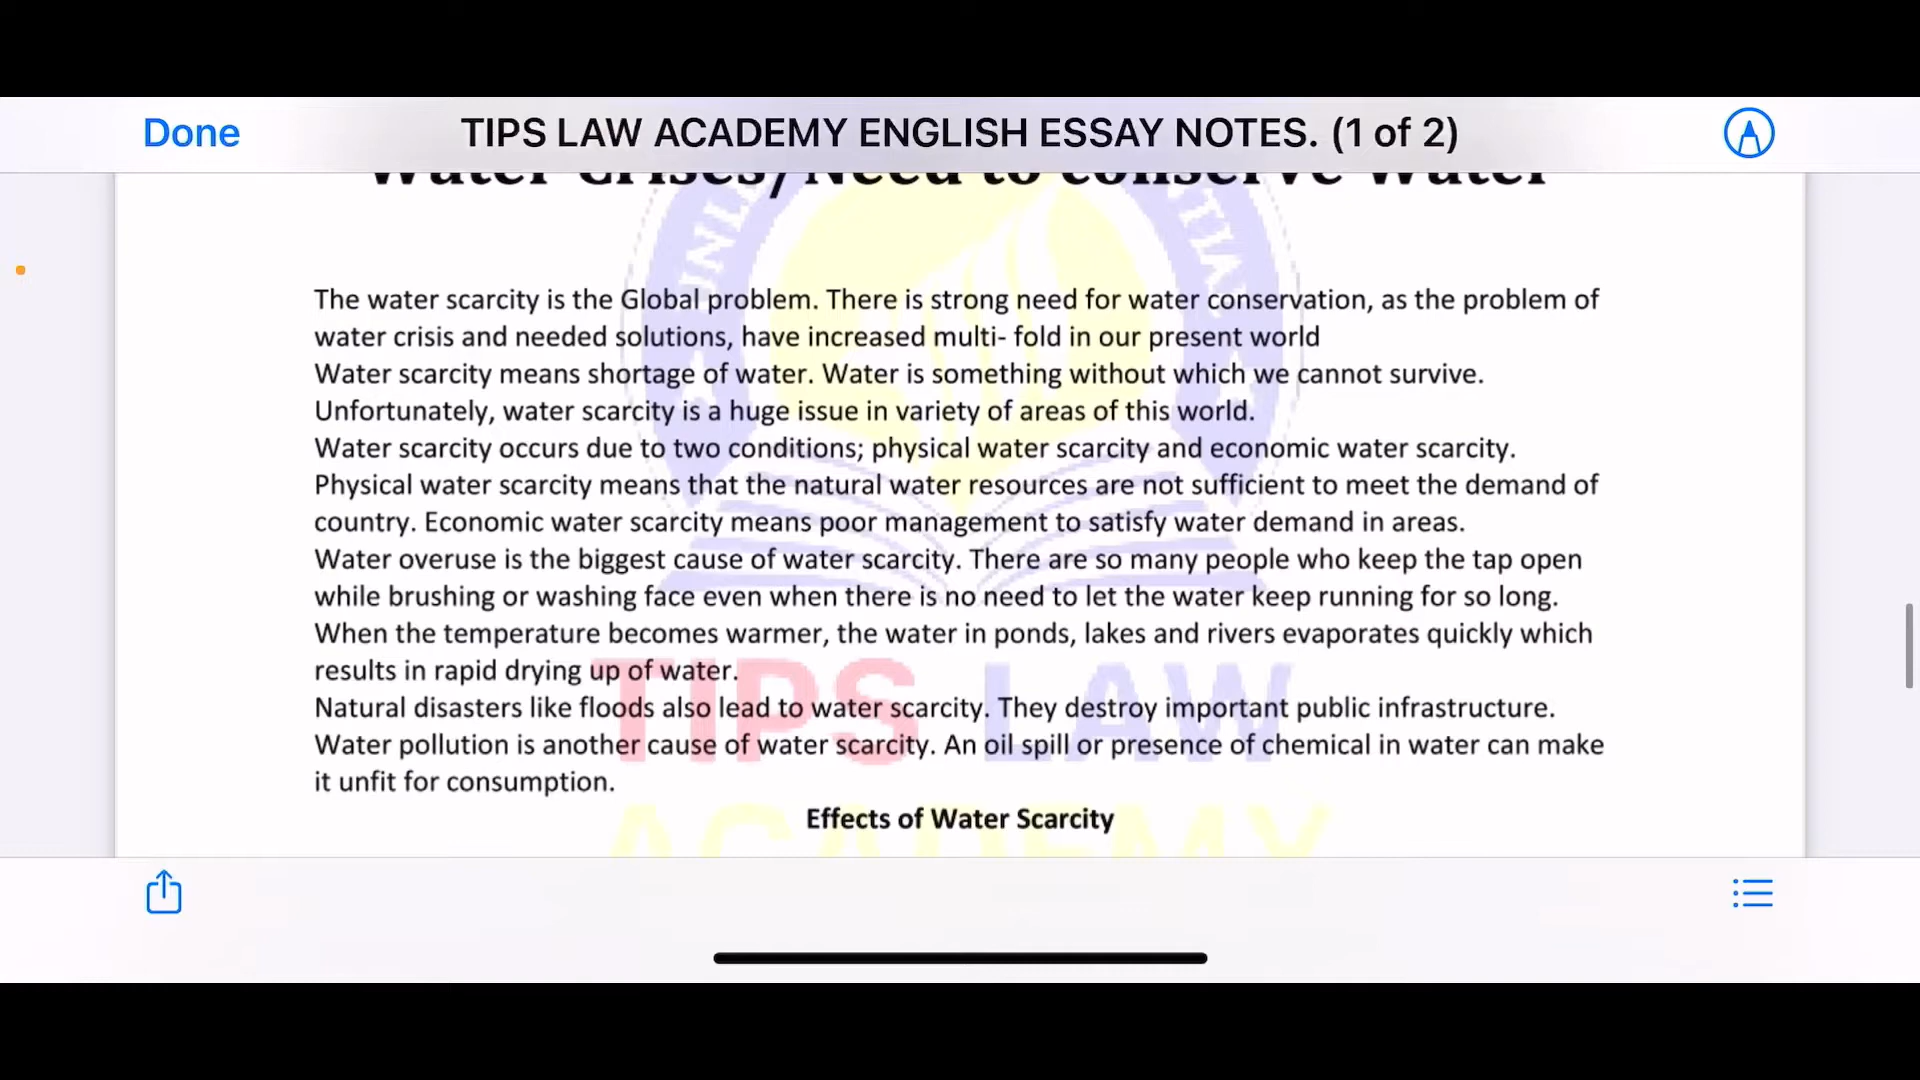 Done
TIPS LAW ACADEMY ENGLISH ESSAY NOTES. (1 of 2)
Water Crises/Need to conserve Water
The water scarcity is the Global problem. There is strong need for water conservation, as the problem of
water crisis and needed solutions, have increased multi- fold in our present world
Water scarcity means shortage of water. Water is something without which we cannot survive.
Unfortunately, water scarcity is a huge issue in variety of areas of this world.
Water scarcity occurs due to two conditions; physical water scarcity and economic water scarcity.
Physical water scarcity means that the natural water resources are not sufficient to meet the demand of
country. Economic water scarcity means poor management to satisfy water demand in areas.
Water overuse is the biggest cause of water scarcity. There are so many people who keep the tap open
while brushing or washing face even when there is no need to let the water keep running for so long.
When the temperature becomes warmer, the water in ponds, lakes and rivers evaporates quickly which
results in rapid drying up of water.
Natural disasters like floods also lead to water scarcity. They destroy important public infrastructure.
Water pollution is another cause of water scarcity. An oil spill or presence of chemical in water can make
it unfit for consumption.
Effects of Water Scarcity
TIPS LAW
ACADEMY